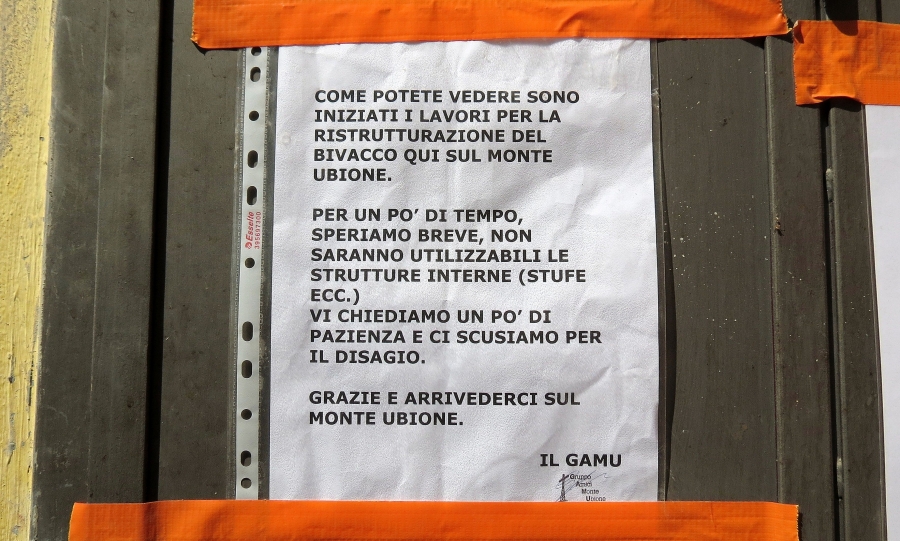 COME POTETE VEDERE SONO
INIZIATI I LAVORI PER LA
RISTRUTTURAZIONE DEL
BIVACCO QUI SUL MONTE
UBIONE.
PER UN PO’ DI TEMPO,
SPERIAMO BREVE, NON
SARANNO UTILIZZABILI LE
STRUTTURE INTERNE (STUFE
ECC.)
VI CHIEDIAMO UN PO’ DI
PAZIENZA E CI SCUSIAMO PER
IL DISAGIO.
GRAZIE E ARRIVEDERCI SUL
MONTE UBIONE.
IL GAMU
Gruppo
Amici
Monte
Ubione
Esselte
395697300